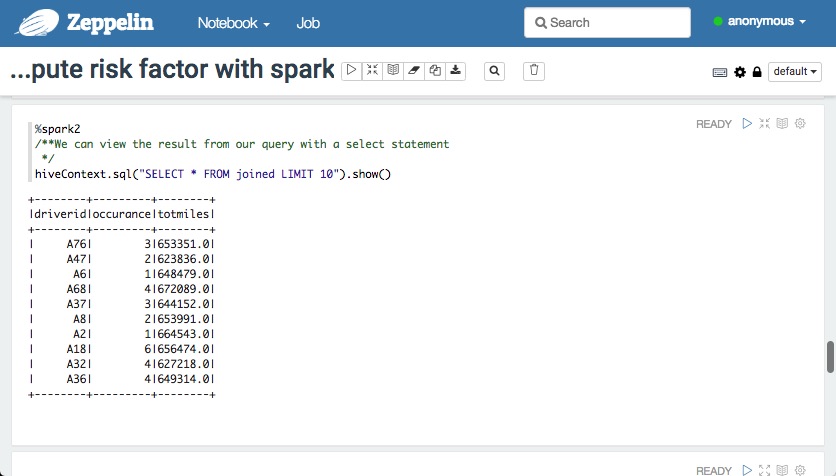 Zeppelin Notebook Job Search anonymous
...pute risk factor with spark default
READY
%spark2
/**We can view the result from our query with a select statement
*/
hiveContext.sql("SELECT * FROM joined LIMIT 10").show()
+--------+---------+--------+
|driverid|occurance|totmiles|
+--------+---------+--------+
|     A76|        3|653351.0|
|     A47|        2|623836.0|
|      A6|        1|648479.0|
|     A68|        4|672089.0|
|     A37|        3|644152.0|
|      A8|        2|653991.0|
|      A2|        1|664543.0|
|     A18|        6|656474.0|
|     A32|        4|627218.0|
|     A36|        4|649314.0|
+--------+---------+--------+
READY